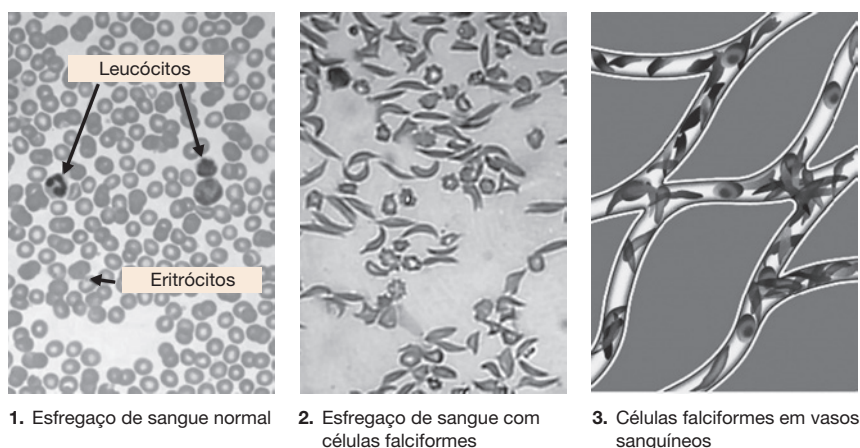 Leucócitos
Eritrócitos
1. Esfregaço de sangue normal
2. Esfregaço de sangue com
células falciformes
3. Células falciformes em vasos
sanguíneos